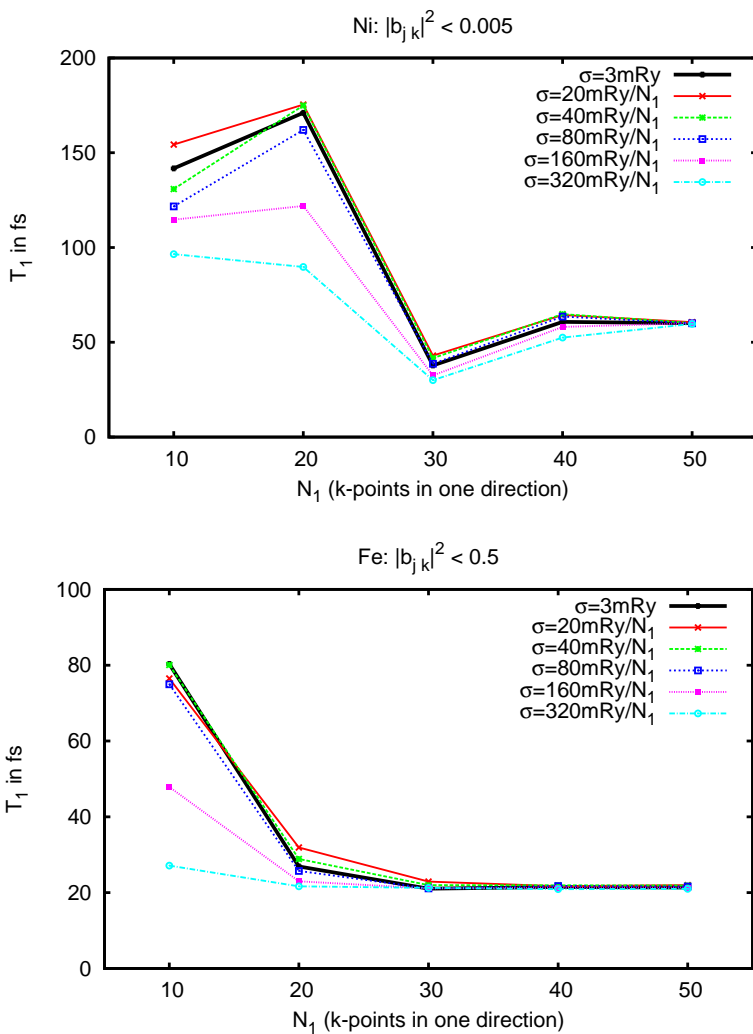 Ni: |b_{j k}|^2 < 0.005
200
150
100
50
0
T_1 in fs
σ=3mRy
σ=20mRy/N_1
σ=40mRy/N_1
σ=80mRy/N_1
σ=160mRy/N_1
σ=320mRy/N_1
10 20 30 40 50
N_1 (k-points in one direction)
Fe: |b_{j k}|^2 < 0.5
100
80
60
40
20
0
T_1 in fs
σ=3mRy
σ=20mRy/N_1
σ=40mRy/N_1
σ=80mRy/N_1
σ=160mRy/N_1
σ=320mRy/N_1
10 20 30 40 50
N_1 (k-points in one direction)